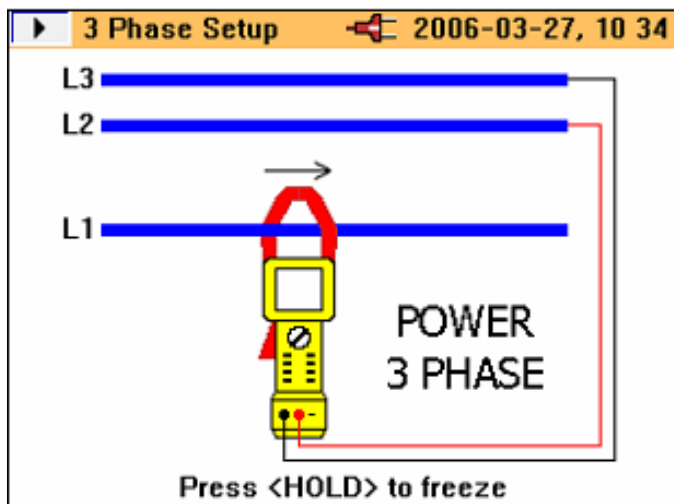 3 Phase Setup 2006-03-27, 10 34
L3
L2
L1
POWER
3 PHASE
-
Press <HOLD> to freeze